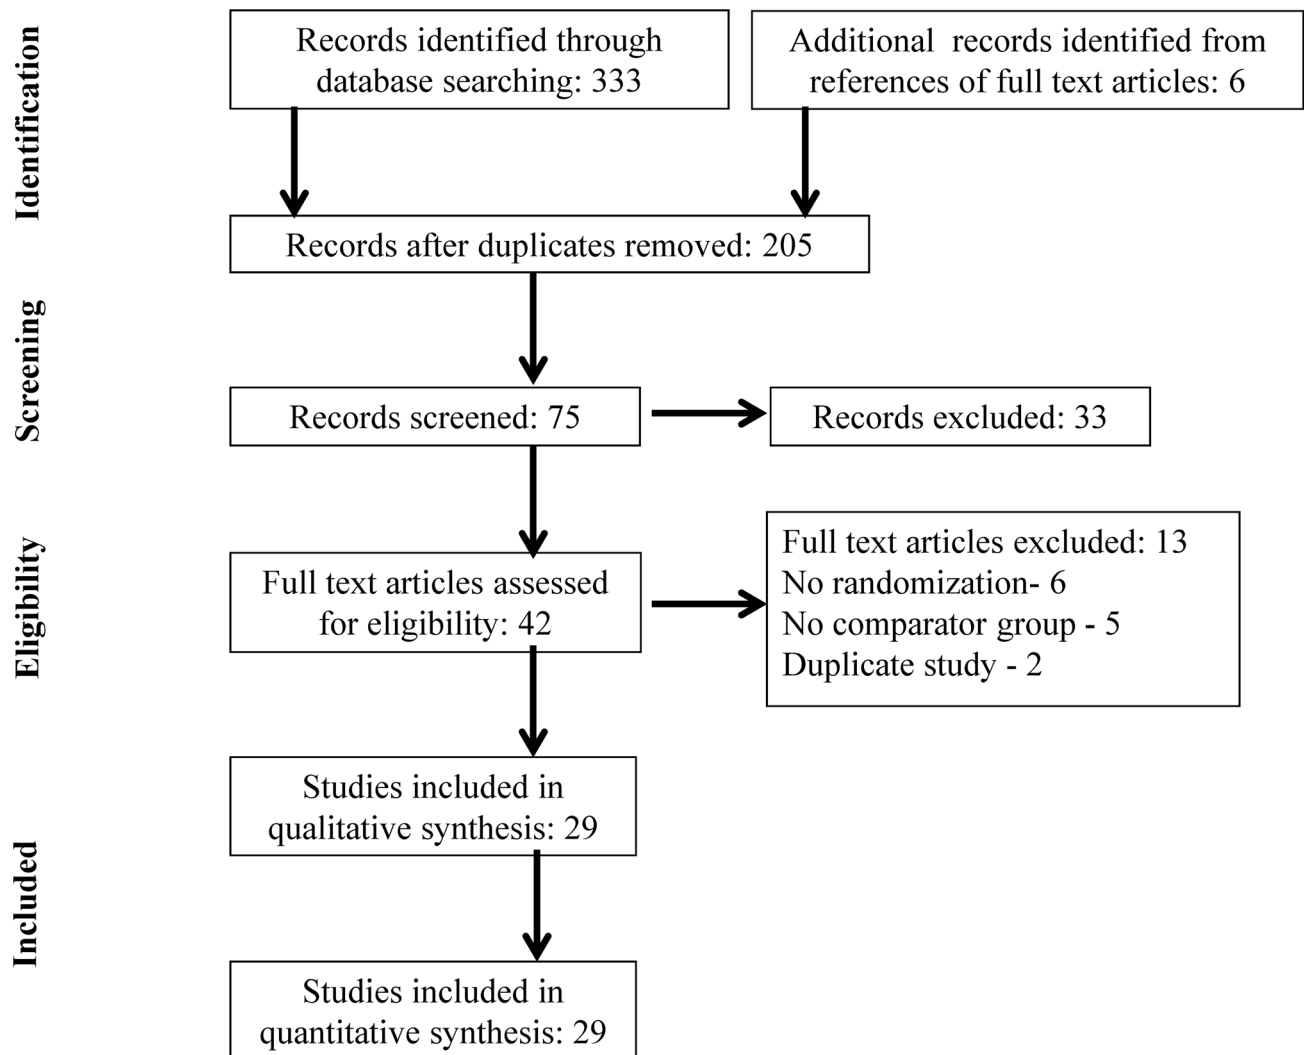 Identification
Records identified through
database searching: 333
Additional records identified from
references of full text articles: 6
Records after duplicates removed: 205
Screening
Records screened: 75
Records excluded: 33
Eligibility
Full text articles assessed
for eligibility: 42
Full text articles excluded: 13
No randomization- 6
No comparator group - 5
Duplicate study - 2
Included
Studies included in
qualitative synthesis: 29
Studies included in
quantitative synthesis: 29